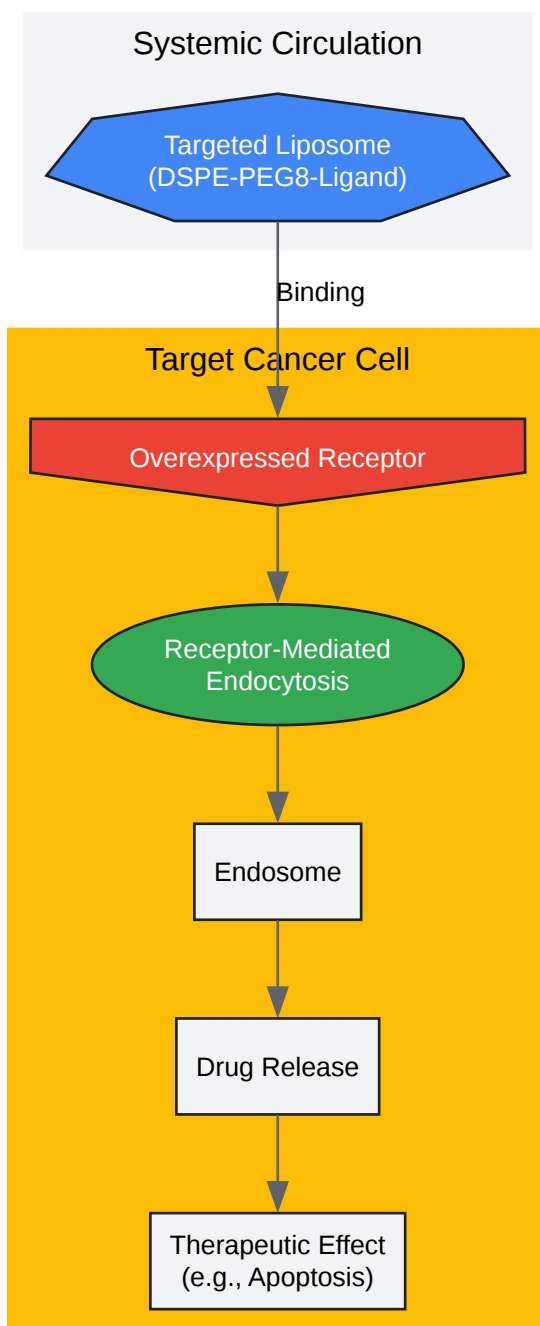 Systemic Circulation
Targeted Liposome
(DSPE-PEG8-Ligand)
Binding
Target Cancer Cell
Overexpressed Receptor
Receptor-Mediated
Endocytosis
Endosome
Drug Release
Therapeutic Effect
(e.g., Apoptosis)